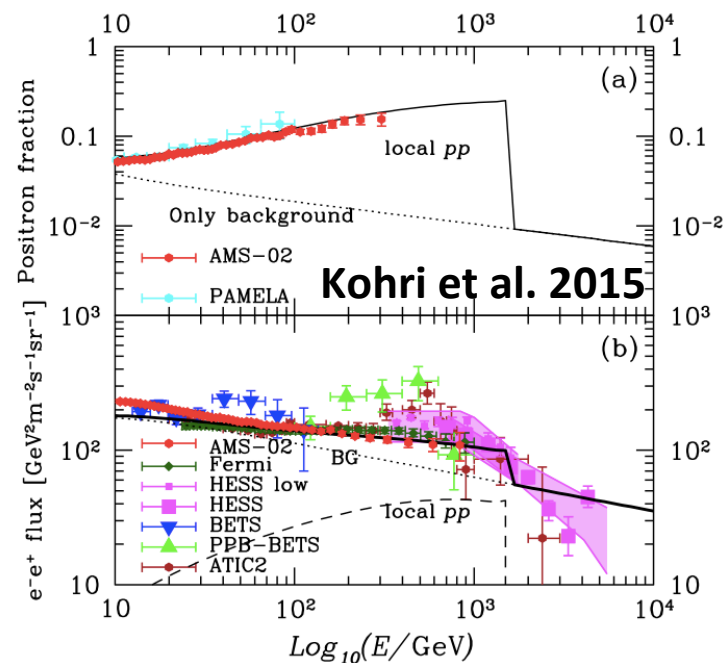 10 10² 10³ 10⁴
1 1
(a)
0.1 0.1
local pp
Only background
10⁻² 10⁻²
AMS-02
PAMELA
Kohri et al. 2015
Positron fraction
10³ 10³
(b)
10² 10²
BG
AMS-02
Fermi
HESS low
HESS
BETS
PPB-BETS
ATIC2
local pp
10 10
e⁻e⁺ flux [GeV²m⁻²s⁻¹sr⁻¹]
10 10² 10³ 10⁴
Log₁₀(E/GeV)